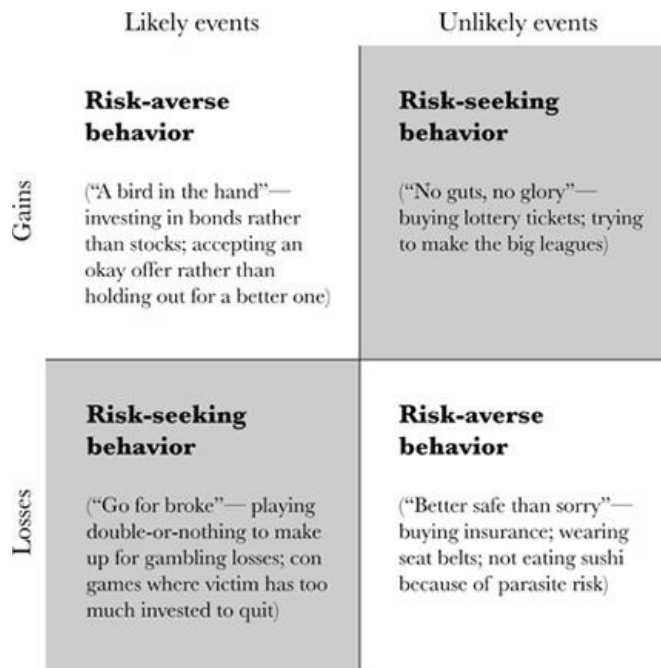 Likely events
Unlikely events
Gains
Risk-averse
behavior
(“A bird in the hand”—
investing in bonds rather
than stocks; accepting an
okay offer rather than
holding out for a better one)
Risk-seeking
behavior
(“No guts, no glory”—
buying lottery tickets; trying
to make the big leagues)
Losses
Risk-seeking
behavior
(“Go for broke”— playing
double-or-nothing to make
up for gambling losses; con
games where victim has too
much invested to quit)
Risk-averse
behavior
(“Better safe than sorry”—
buying insurance; wearing
seat belts; not eating sushi
because of parasite risk)